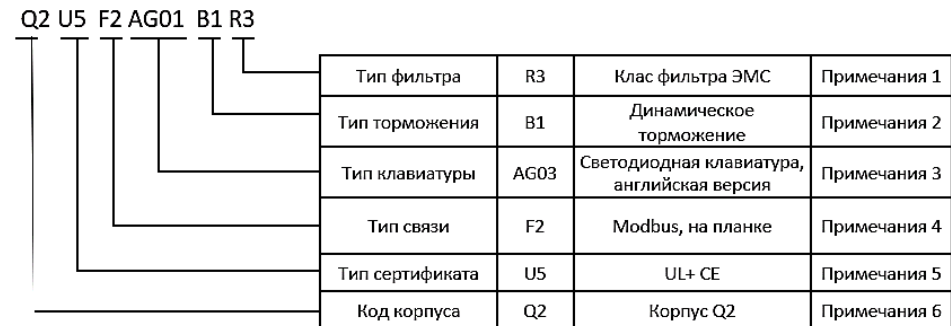 Q2 U5 F2 AG01 B1 R3
Тип фильтра R3 Клас фильтра ЭМС Примечания 1
Тип торможения B1 Динамическое торможение Примечания 2
Тип клавиатуры AG03 Светодиодная клавиатура, английская версия Примечания 3
Тип связи F2 Modbus, на планке Примечания 4
Тип сертификата U5 UL+ CE Примечания 5
Код корпуса Q2 Корпус Q2 Примечания 6